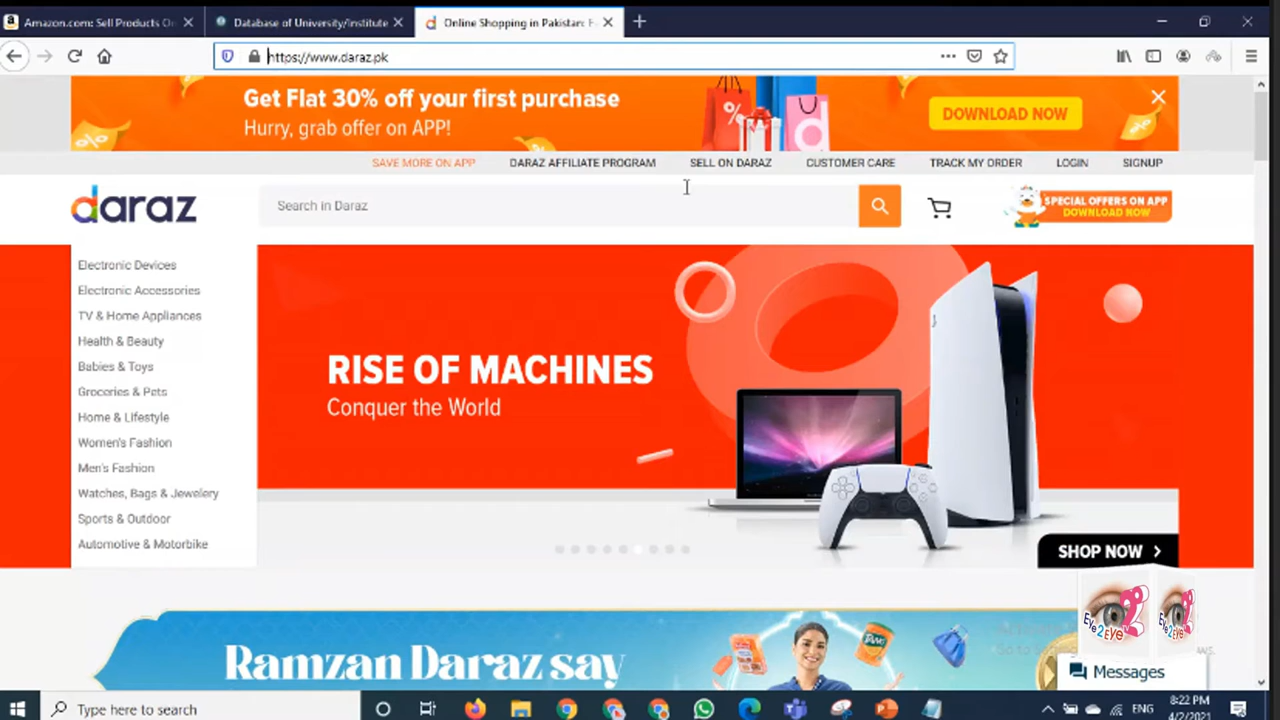 Amazon.com: Sell Products On
Database of University/Institute
Online Shopping in Pakistan: F
https://www.daraz.pk
Get Flat 30% off your first purchase
Hurry, grab offer on APP!
DOWNLOAD NOW
SAVE MORE ON APP
DARAZ AFFILIATE PROGRAM
SELL ON DARAZ
CUSTOMER CARE
TRACK MY ORDER
LOGIN
SIGNUP
daraz
Search in Daraz
SPECIAL OFFERS ON APP
DOWNLOAD NOW
Electronic Devices
Electronic Accessories
TV & Home Appliances
Health & Beauty
Babies & Toys
Groceries & Pets
Home & Lifestyle
Women's Fashion
Men's Fashion
Watches, Bags & Jewelery
Sports & Outdoor
Automotive & Motorbike
RISE OF MACHINES
Conquer the World
SHOP NOW
Ramzan Daraz say
TANG
Eye2Eye
Messages
Type here to search
ENG
8:22 PM
4/2/2021